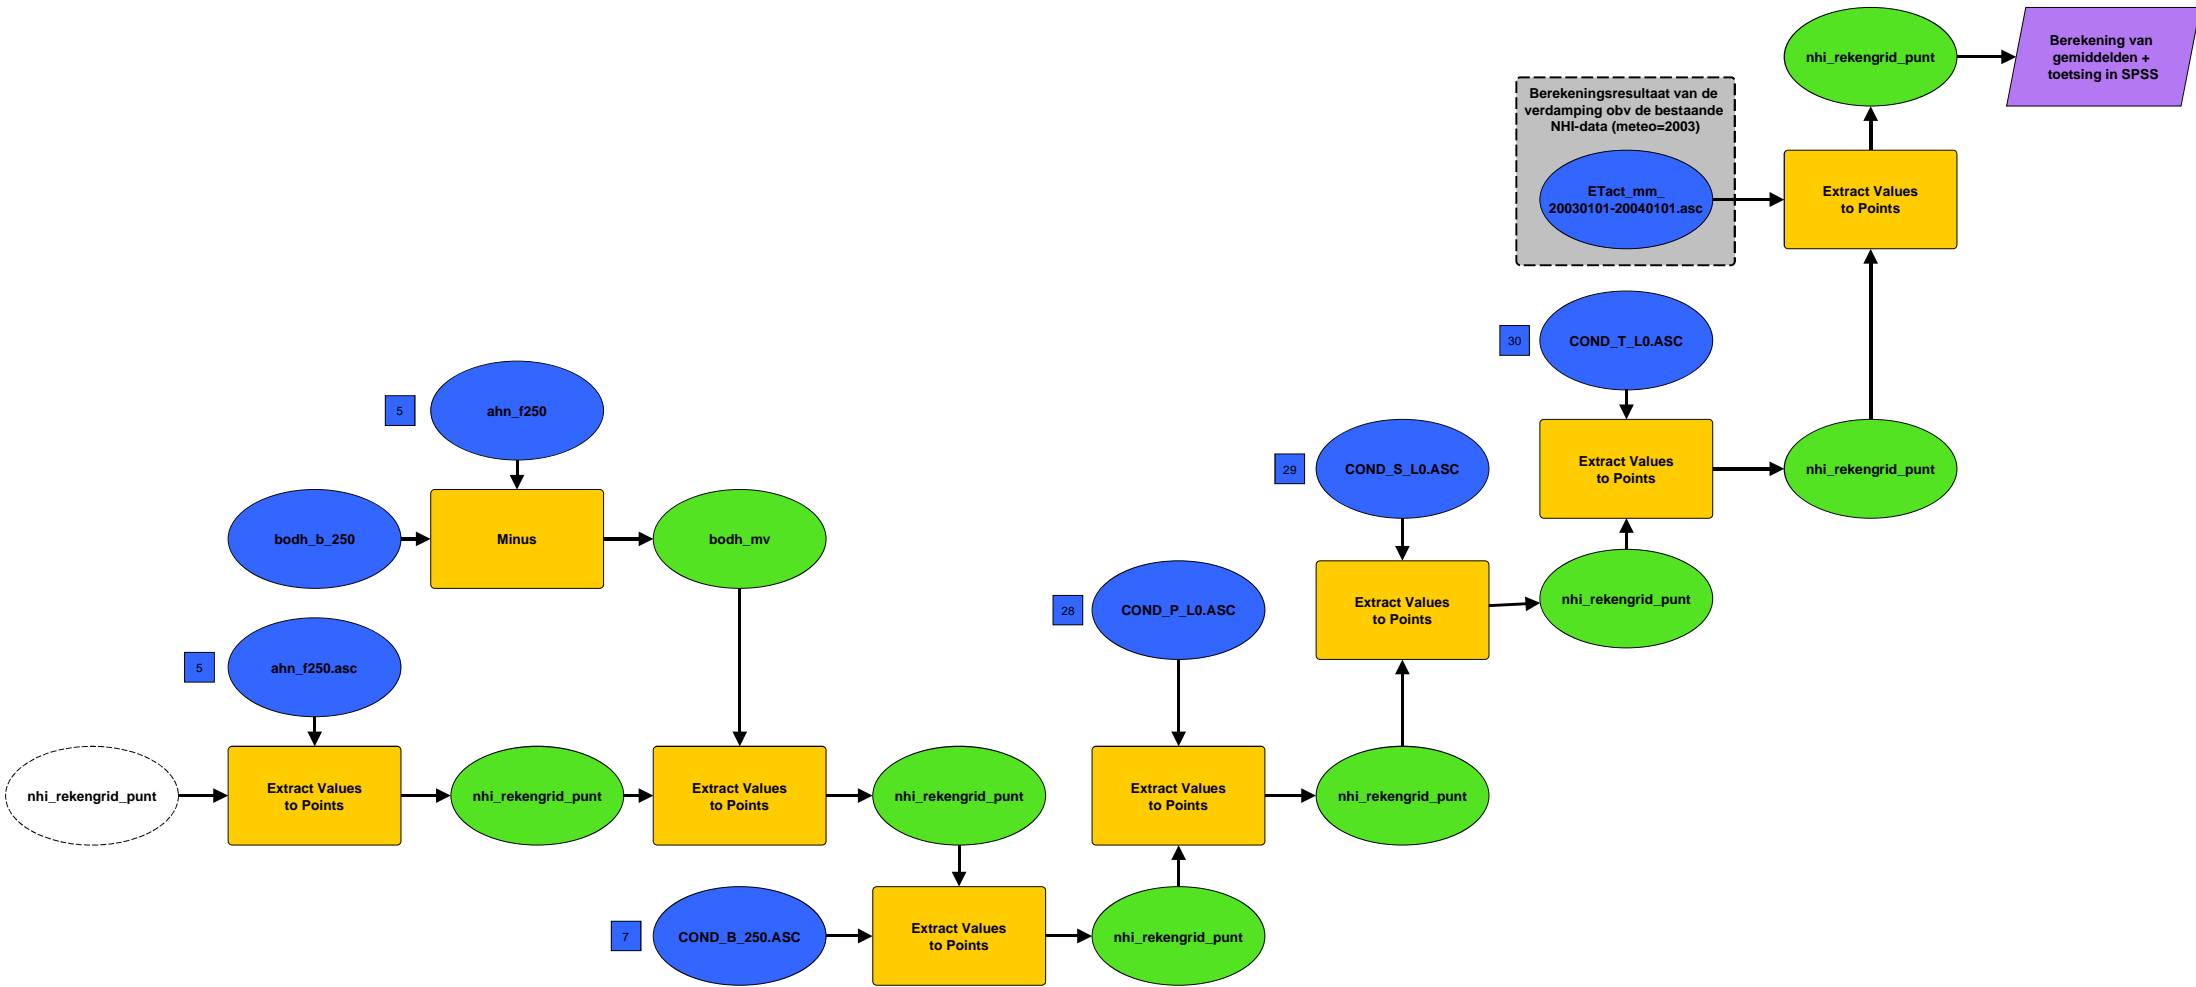 nhi_rekengrid_punt
Berekening van
gemiddelden +
toetsing in SPSS
Berekeningsresultaat van de
verdamping obv de bestaande
NHI-data (meteo=2003)
ETact_mm_
20030101-20040101.asc
Extract Values
to Points
30
COND_T_L0.ASC
5
ahn_f250
29
COND_S_L0.ASC
Extract Values
to Points
nhi_rekengrid_punt
bodh_b_250
Minus
bodh_mv
28
COND_P_L0.ASC
Extract Values
to Points
nhi_rekengrid_punt
5
ahn_f250.asc
nhi_rekengrid_punt
Extract Values
to Points
nhi_rekengrid_punt
Extract Values
to Points
nhi_rekengrid_punt
Extract Values
to Points
nhi_rekengrid_punt
7
COND_B_250.ASC
Extract Values
to Points
nhi_rekengrid_punt